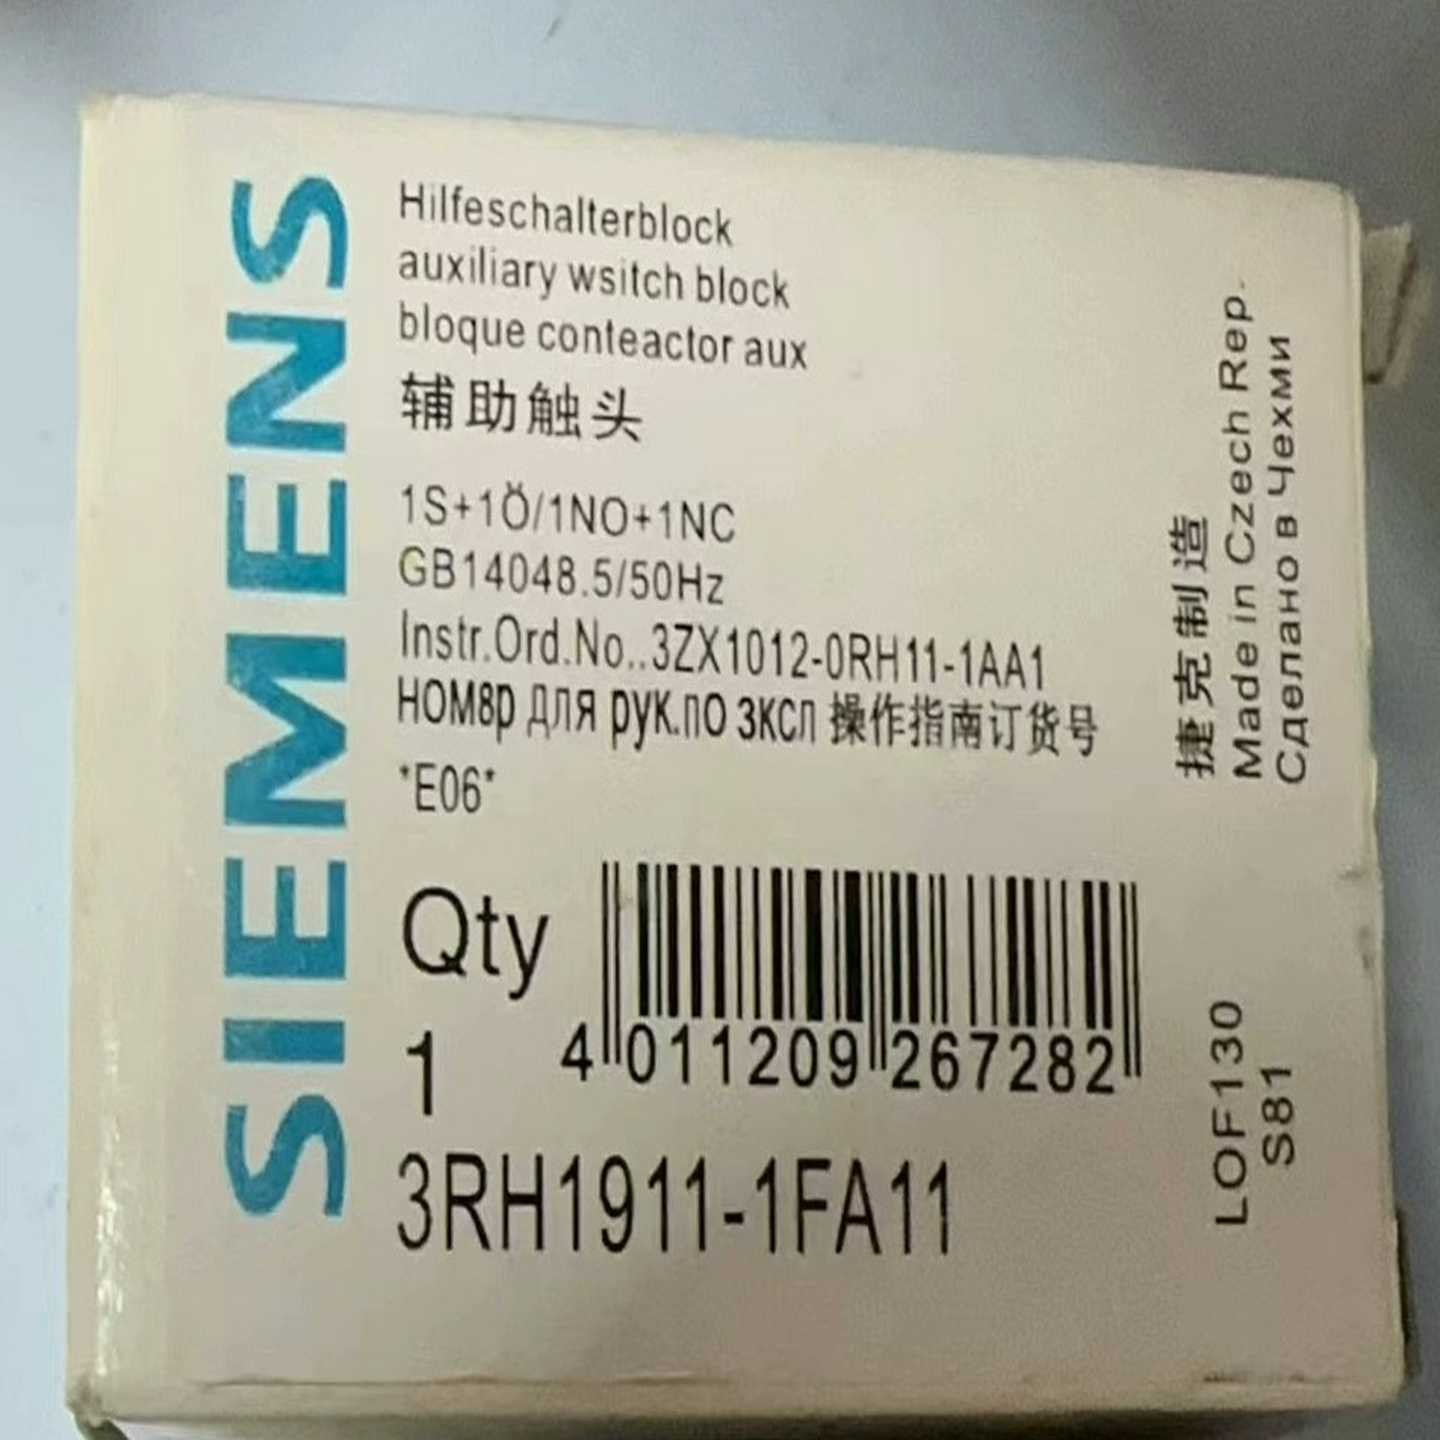 SIEMENS
Hilfeschalterblock
auxiliary wsitch block
bloque conteactor aux
辅助触头
1S+1Ö/1NO+1NC
GB14048.5/50Hz
Instr.Ord.No..3ZX1012-0RH11-1AA1
HOM8p для рук.по зксл 操作指南订货号
*E06*
Qty
1
4 011209 267282
3RH1911-1FA11
捷克制造
Made in Czech Rep.
Сделано в Чехми
LOF130
S81